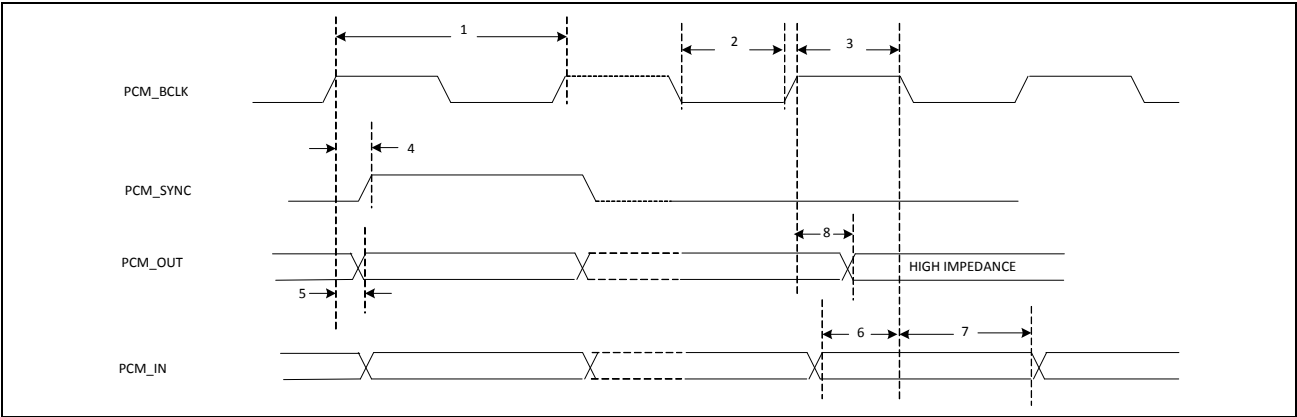 1
2
3
PCM_BCLK
4
PCM_SYNC
8
PCM_OUT
HIGH IMPEDANCE
5
6
7
PCM_IN